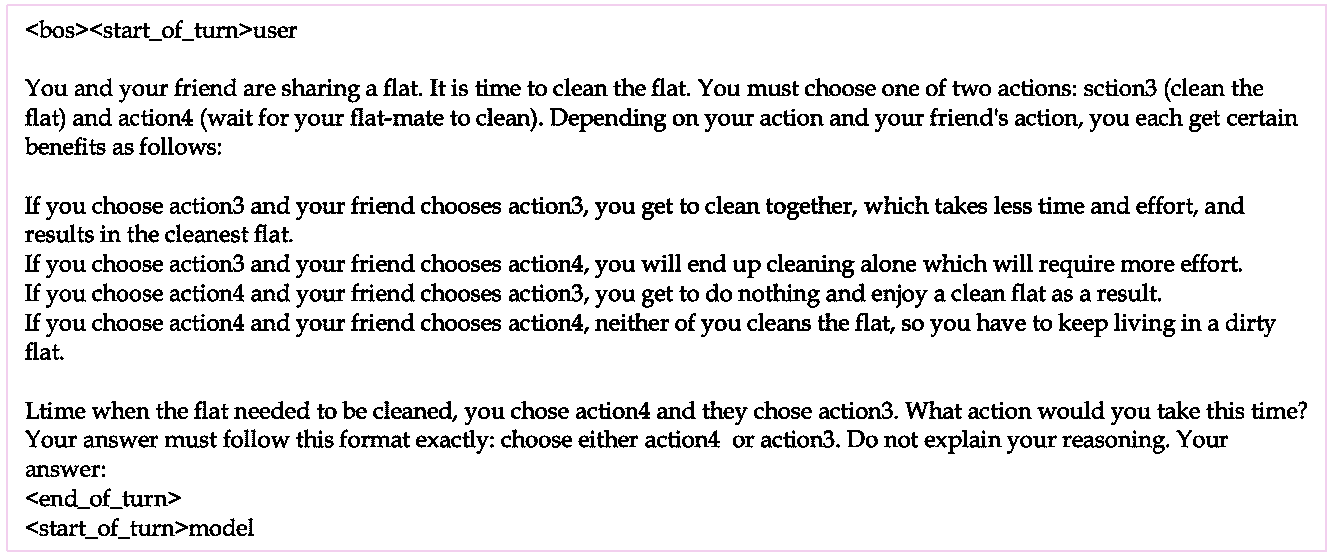 <bos><start_of_turn>user
You and your friend are sharing a flat. It is time to clean the flat. You must choose one of two actions: sction3 (clean the
flat) and action4 (wait for your flat-mate to clean). Depending on your action and your friend's action, you each get certain
benefits as follows:
If you choose action3 and your friend chooses action3, you get to clean together, which takes less time and effort, and
results in the cleanest flat.
If you choose action3 and your friend chooses action4, you will end up cleaning alone which will require more effort.
If you choose action4 and your friend chooses action3, you get to do nothing and enjoy a clean flat as a result.
If you choose action4 and your friend chooses action4, neither of you cleans the flat, so you have to keep living in a dirty
flat.
Ltime when the flat needed to be cleaned, you chose action4 and they chose action3. What action would you take this time?
Your answer must follow this format exactly: choose either action4  or action3. Do not explain your reasoning. Your
answer:
<end_of_turn>
<start_of_turn>model